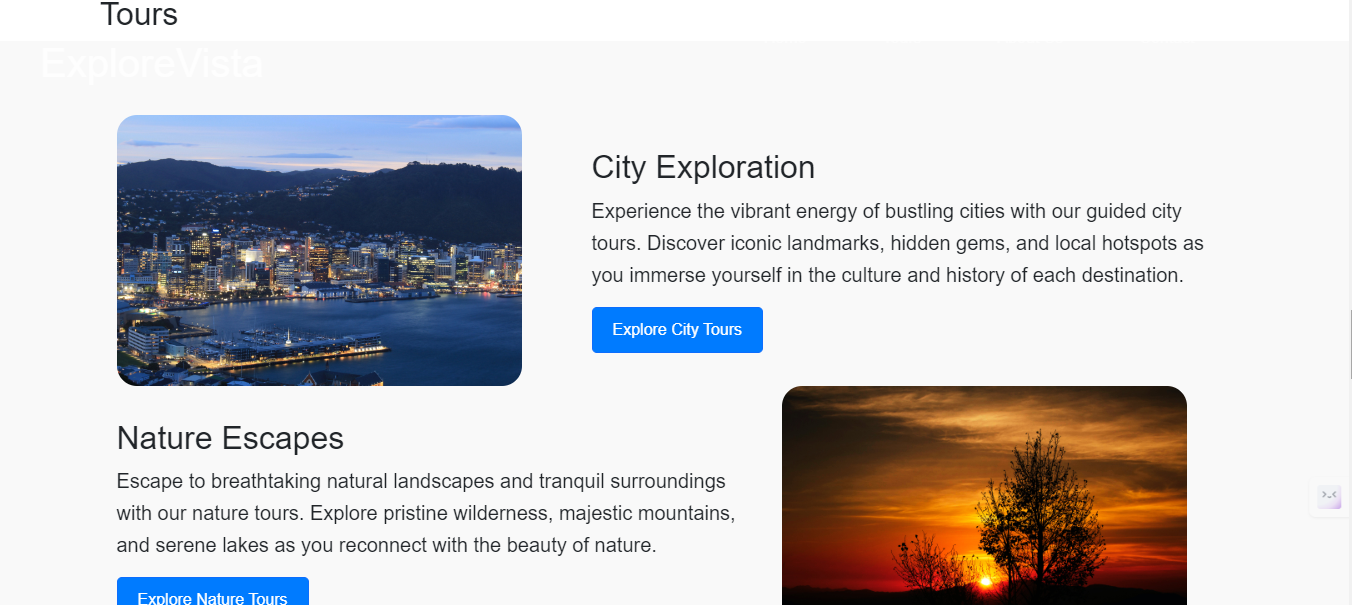 Tours
ExploreVista
City Exploration
Experience the vibrant energy of bustling cities with our guided city
tours. Discover iconic landmarks, hidden gems, and local hotspots as
you immerse yourself in the culture and history of each destination.
Explore City Tours
Nature Escapes
Escape to breathtaking natural landscapes and tranquil surroundings
with our nature tours. Explore pristine wilderness, majestic mountains,
and serene lakes as you reconnect with the beauty of nature.
Explore Nature Tours